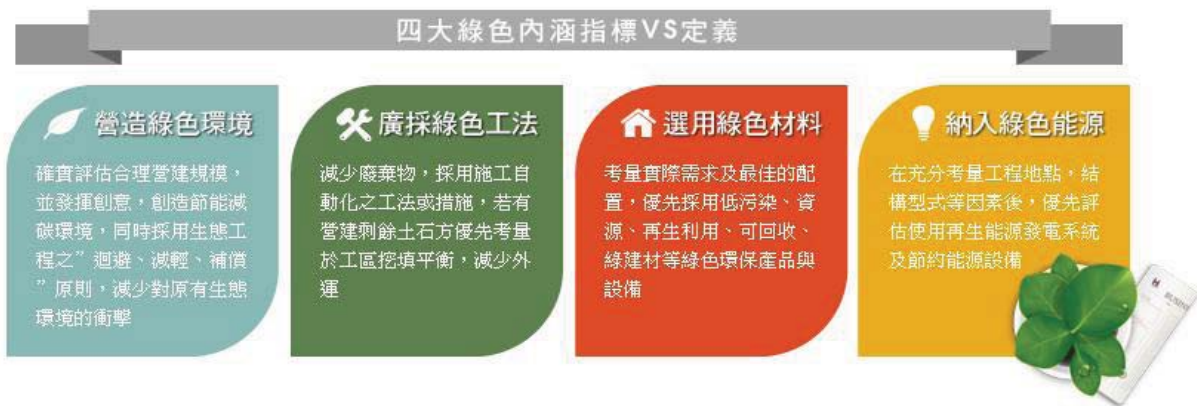 四大綠色內涵指標VS定義
營造綠色環境
確實評估合理營建規模，
並發揮創意，創造節能減
碳環境，同時採用生態工
程之”迴避、減輕、補償
”原則，減少對原有生態
環境的衝擊
廣採綠色工法
減少廢棄物，採用施工自
動化之工法或措施，若有
營建剩餘土石方優先考量
於工區挖填平衡，減少外
運
選用綠色材料
考量實際需求及最佳的配
置，優先採用低污染、資
源、再生利用、可回收、
綠建材等綠色環保產品與
設備
納入綠色能源
在充分考量工程地點，結
構型式等因素後，優先評
估使用再生能源發電系統
及節約能源設備